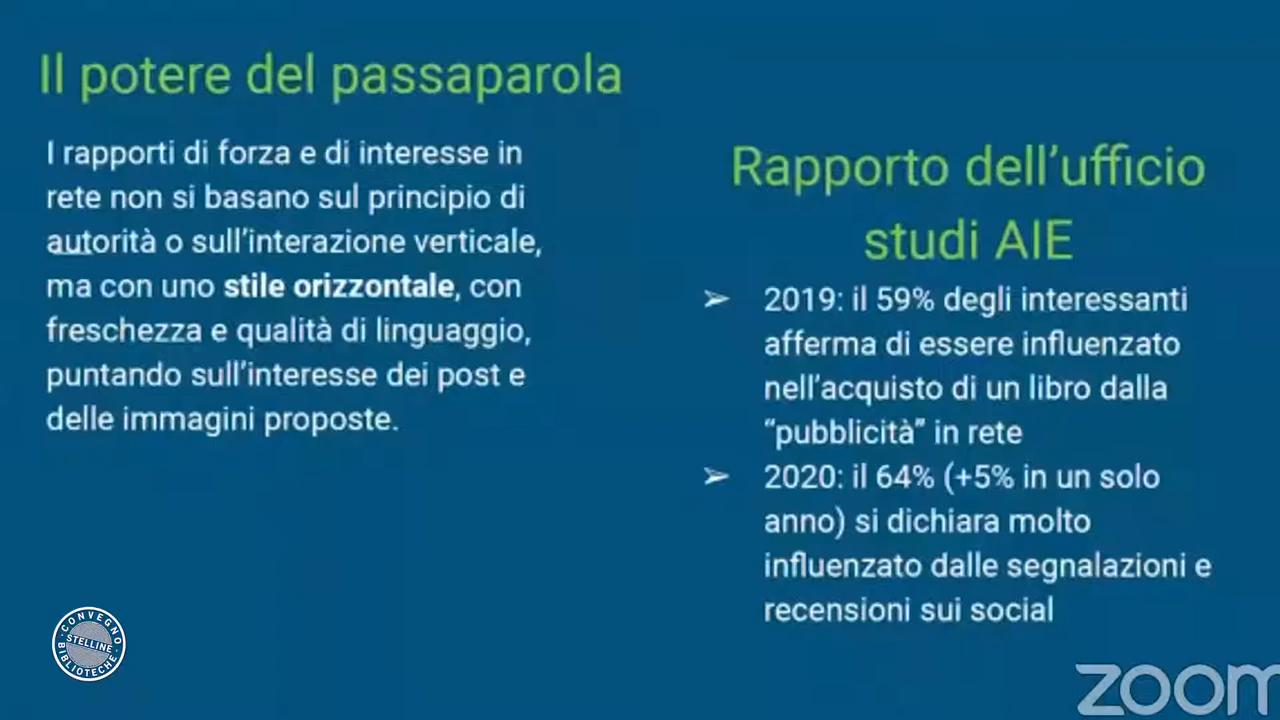 Il potere del passaparola
I rapporti di forza e di interesse in
rete non si basano sul principio di
autorità o sull’interazione verticale,
ma con uno stile orizzontale, con
freschezza e qualità di linguaggio,
puntando sull’interesse dei post e
delle immagini proposte.
Rapporto dell’ufficio
studi AIE
➢ 2019: il 59% degli interessanti
afferma di essere influenzato
nell’acquisto di un libro dalla
“pubblicità” in rete
➢ 2020: il 64% (+5% in un solo
anno) si dichiara molto
influenzato dalle segnalazioni e
recensioni sui social
CONVEGNO
STELLINE
BIBLIOTECHE
zoom